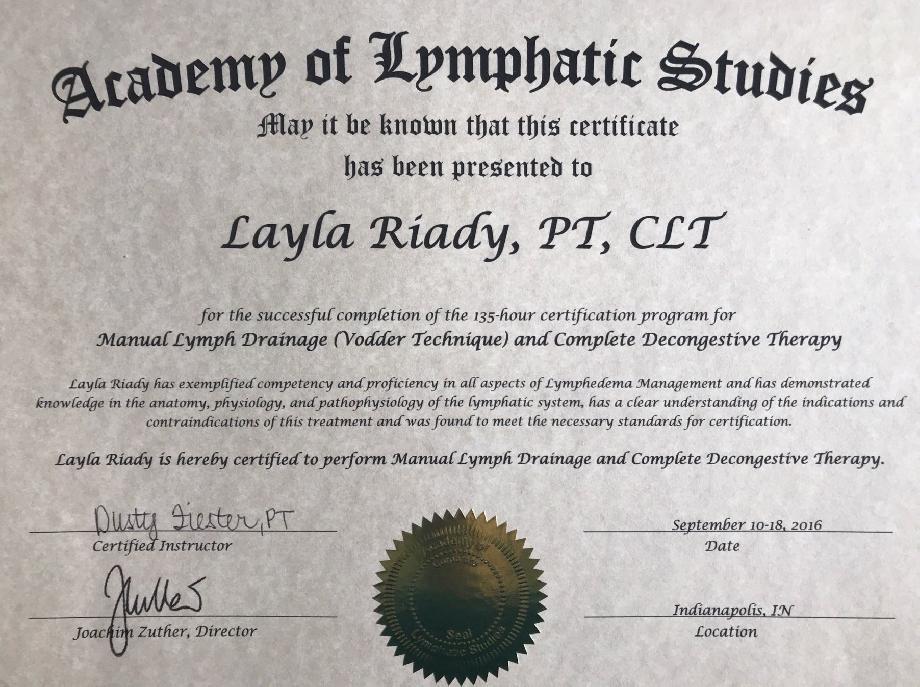 Academy of Lymphatic Studies
May it be known that this certificate
has been presented to
Layla Riady, PT, CLT
for the successful completion of the 135-hour certification program for
Manual Lymph Drainage (Vodder Technique) and Complete Decongestive Therapy
Layla Riady has exemplified competency and proficiency in all aspects of Lymphedema Management and has demonstrated
knowledge in the anatomy, physiology, and pathophysiology of the lymphatic system, has a clear understanding of the indications and
contraindications of this treatment and was found to meet the necessary standards for certification.
Layla Riady is hereby certified to perform Manual Lymph Drainage and Complete Decongestive Therapy.
Dusty Tiester, PT
Certified Instructor
September 10-18, 2016
Date
Joachim Zuther, Director
Indianapolis, IN
Location
Academy of
Seal
Lymphatic Studies